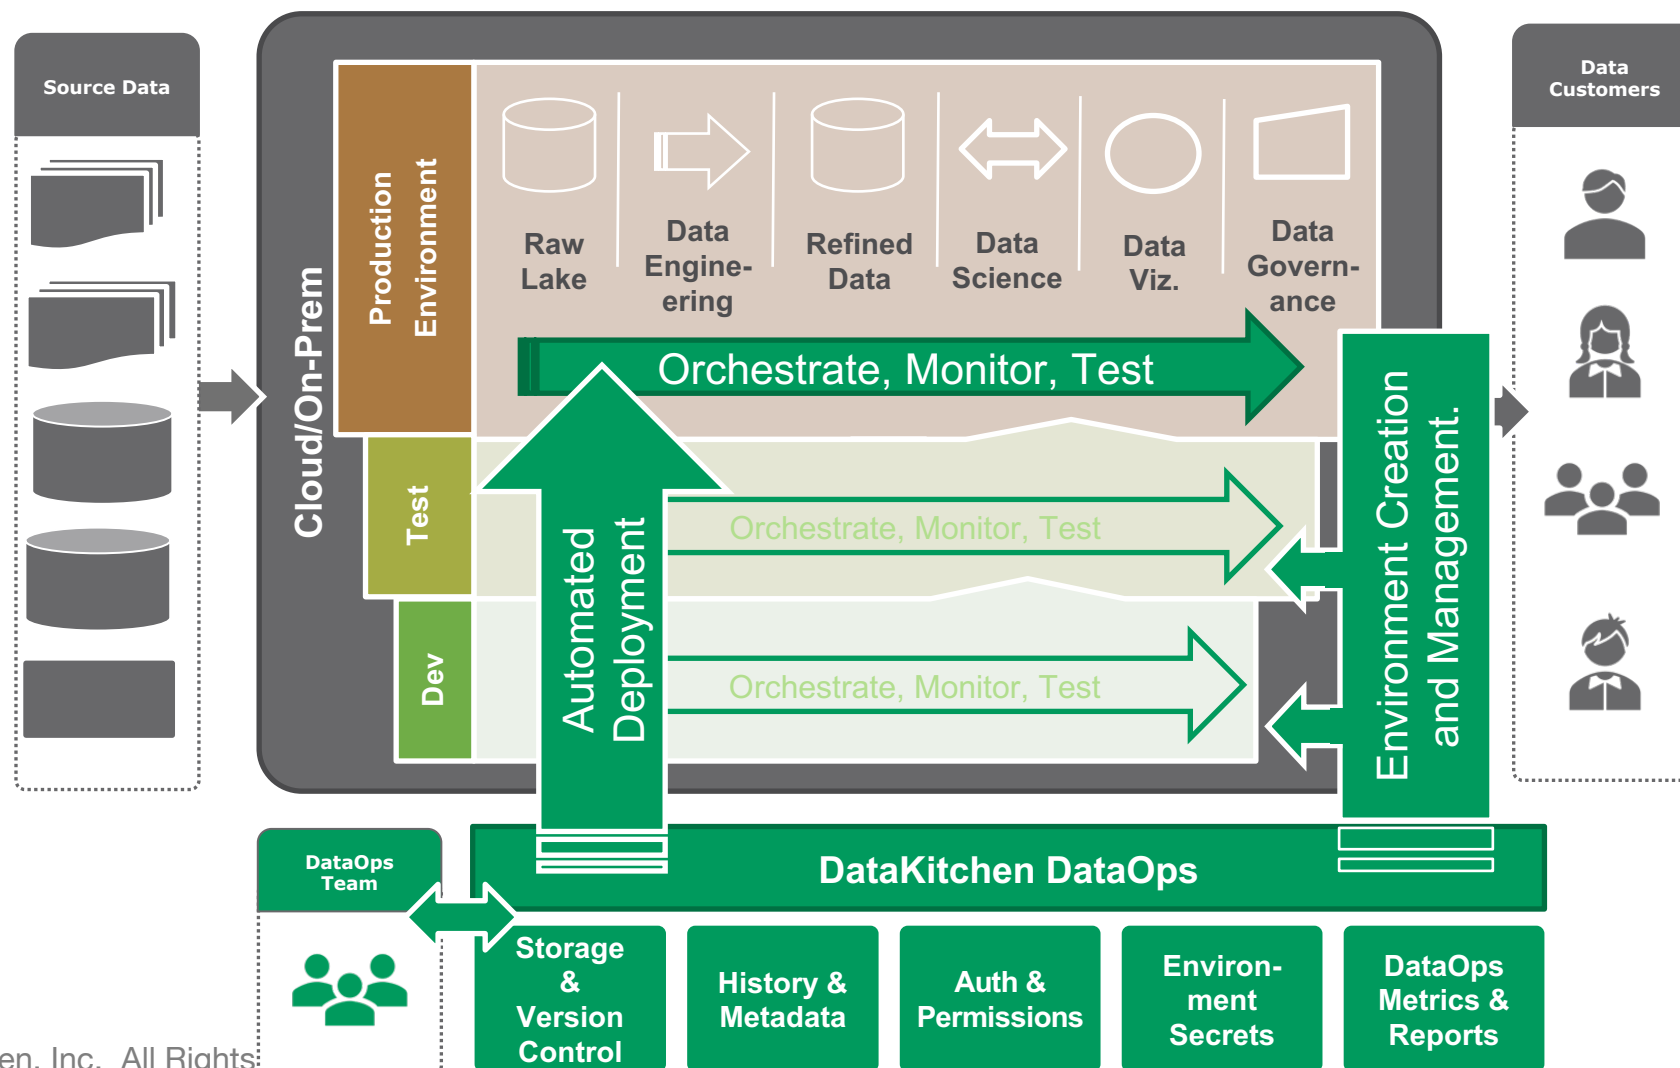 Source Data
Cloud/On-Prem
Production
Environment
Raw
Lake
Data
Engine-
ering
Refined
Data
Data
Science
Data
Viz.
Data
Govern-
ance
Orchestrate, Monitor, Test
Test
Orchestrate, Monitor, Test
Dev
Orchestrate, Monitor, Test
Automated
Deployment
Environment Creation
and Management.
Data
Customers
DataOps
Team
DataKitchen DataOps
Storage
&
Version
Control
History &
Metadata
Auth &
Permissions
Environ-
ment
Secrets
DataOps
Metrics &
Reports
en, Inc. All Rights